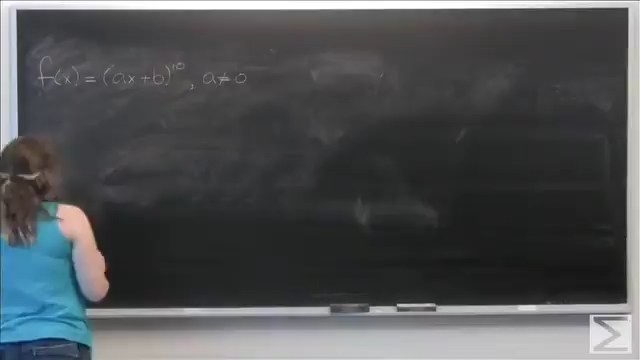 f(x) = (ax+b)^10, a≠0
Σ